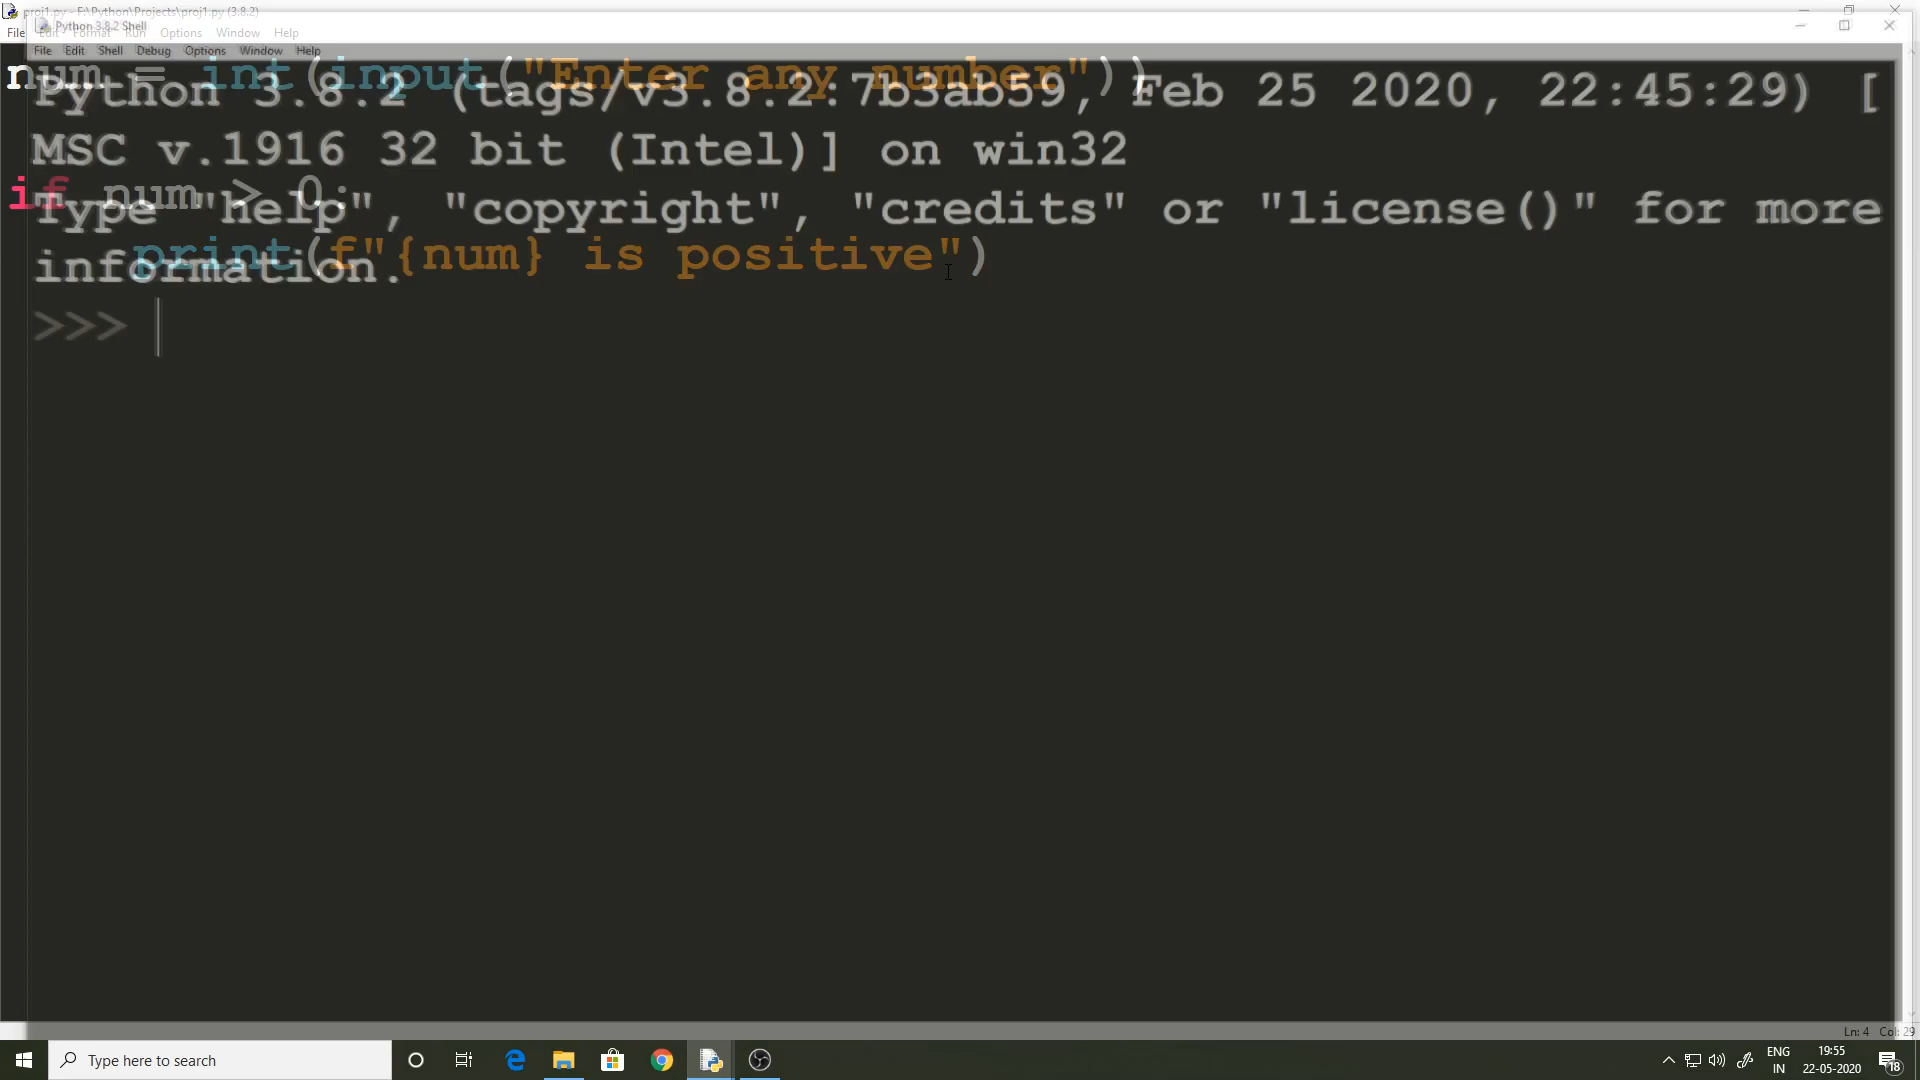 proj1.py - F:\Python\Projects\proj1.py (3.8.2)
File Edit Format Run Options Window Help
Python 3.8.2 Shell
File Edit Shell Debug Options Window Help
num = int(input("Enter any number"))
Python 3.8.2 (tags/v3.8.2:7b3ab59, Feb 25 2020, 22:45:29) [
MSC v.1916 32 bit (Intel)] on win32
if num > 0:
Type "help", "copyright", "credits" or "license()" for more
print(f"{num} is positive")
information.
>>>
Ln: 4 Col: 29
Type here to search
ENG
IN
19:55
22-05-2020
18